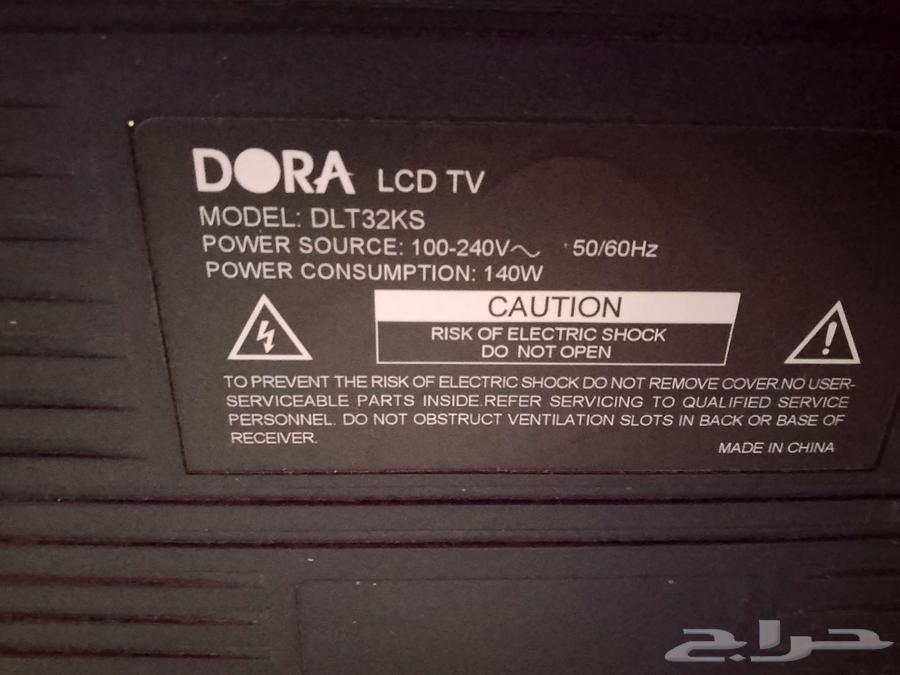 DORA LCD TV
MODEL: DLT32KS
POWER SOURCE: 100-240V～ 50/60Hz
POWER CONSUMPTION: 140W
CAUTION
RISK OF ELECTRIC SHOCK
DO NOT OPEN
TO PREVENT THE RISK OF ELECTRIC SHOCK DO NOT REMOVE COVER.NO USER-
SERVICEABLE PARTS INSIDE.REFER SERVICING TO QUALIFIED SERVICE
PERSONNEL. DO NOT OBSTRUCT VENTILATION SLOTS IN BACK OR BASE OF
RECEIVER.
MADE IN CHINA
حراج